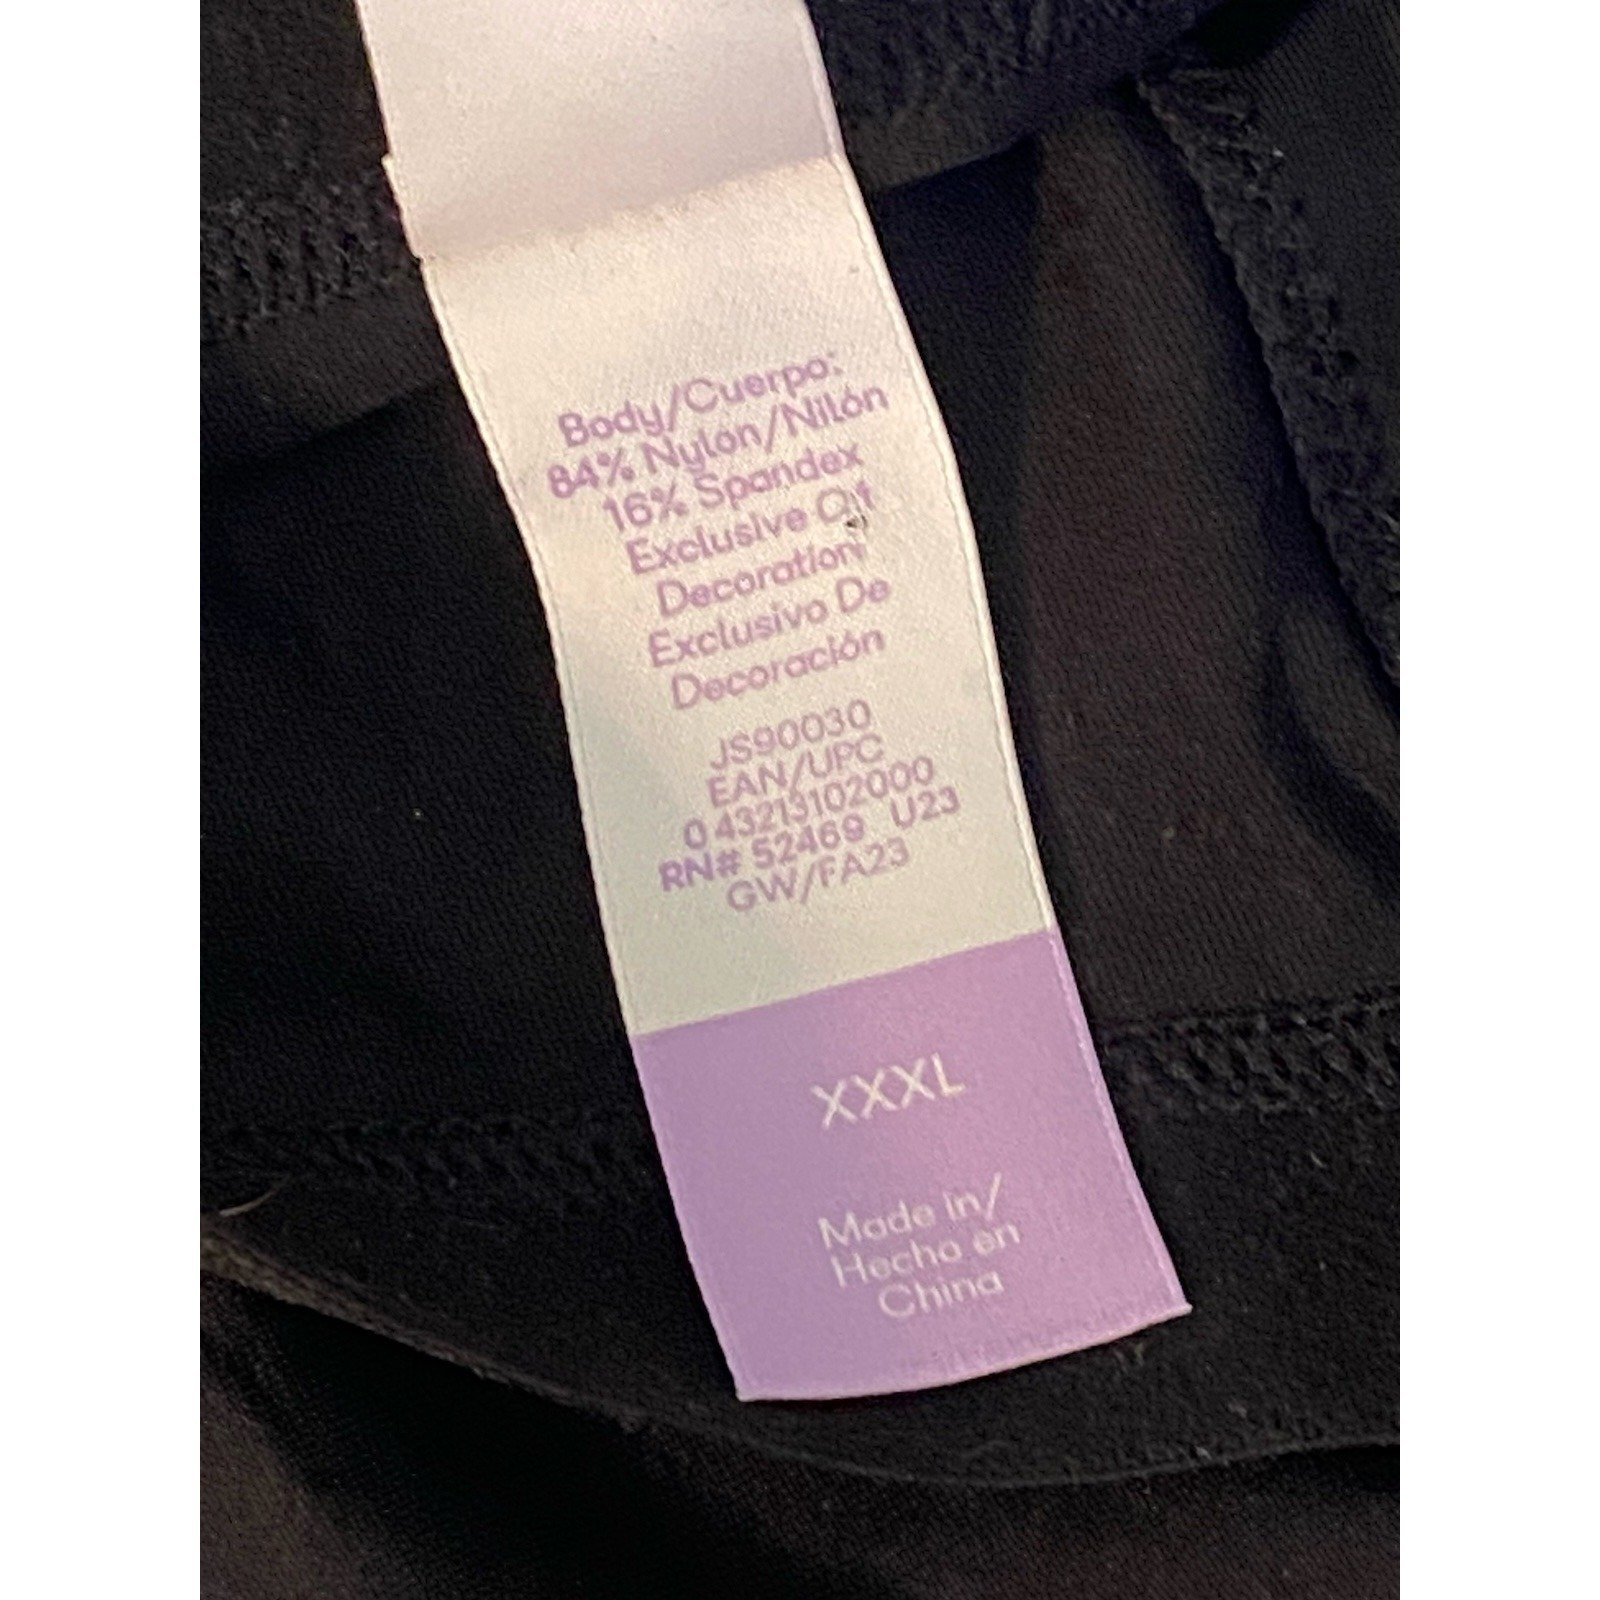 Body/Cuerpo:
84% Nylon/Nilón
16% Spandex
Exclusive Of
Decoration
Exclusivo De
Decoración
JS90030
EAN/UPC
0 43213102000
RN# 52469 U23
GW/FA23
XXXL
Made in/
Hecho en
China